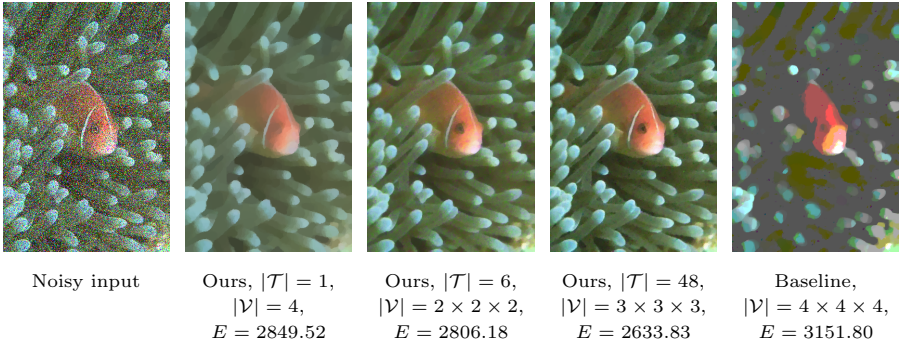 Noisy input
Ours, |𝒯| = 1,
|𝒱| = 4,
E = 2849.52
Ours, |𝒯| = 6,
|𝒱| = 2 × 2 × 2,
E = 2806.18
Ours, |𝒯| = 48,
|𝒱| = 3 × 3 × 3,
E = 2633.83
Baseline,
|𝒱| = 4 × 4 × 4,
E = 3151.80